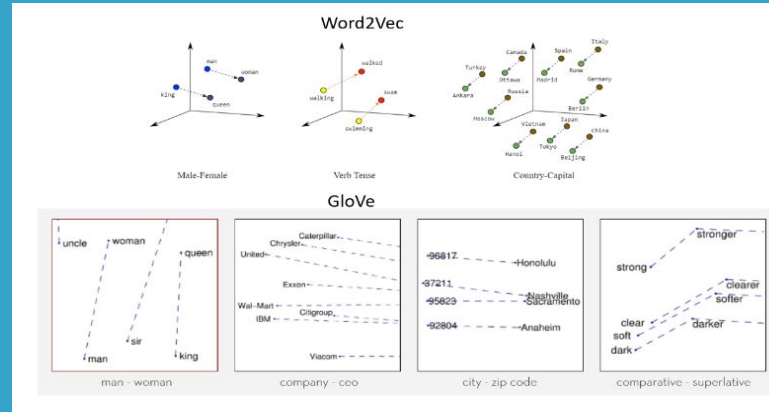 Word2Vec
man
woman
king
queen
Male-Female
walked
swam
walking
swimming
Verb Tense
Canada
Spain
Italy
Turkey
Ottawa
Madrid
Rome
Germany
Ankara
Russia
Berlin
Moscow
Vietnam
Japan
China
Hanoi
Tokyo
Beijing
Country-Capital
GloVe
uncle
woman
queen
sir
man
king
man - woman
Caterpillar
Chrysler
United
Exxon
Wal-Mart
Citigroup
IBM
Viacom
company - ceo
96817
Honolulu
37211
Nashville
95823
Sacramento
92804
Anaheim
city - zip code
stronger
strong
clearer
softer
clear
darker
soft
dark
comparative - superlative